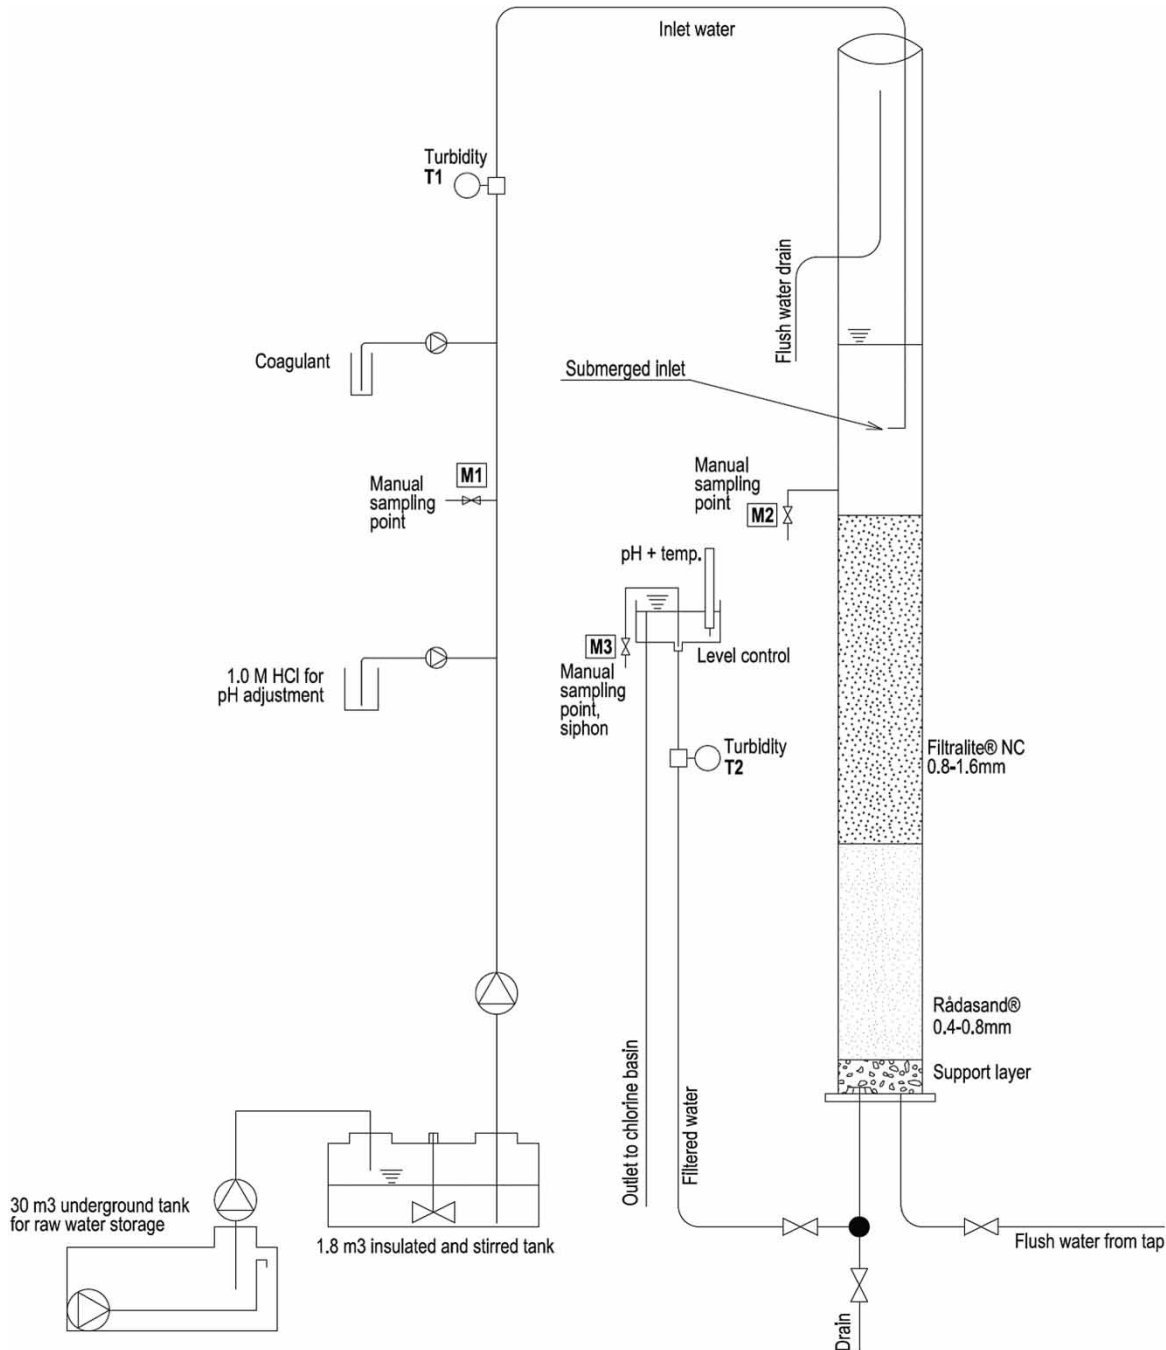 Inlet water
Turbidity
T1
Flush water drain
Coagulant
Submerged inlet
Manual
sampling
point
M1
Manual
sampling
point
M2
pH + temp.
M3
Manual
sampling
point,
siphon
Level control
1.0 M HCl for
pH adjustment
Turbidity
T2
Filtralite® NC
0.8-1.6mm
Rådasand®
0.4-0.8mm
Support layer
Outlet to chlorine basin
Filtered water
30 m3 underground tank
for raw water storage
1.8 m3 insulated and stirred tank
Flush water from tap
Drain